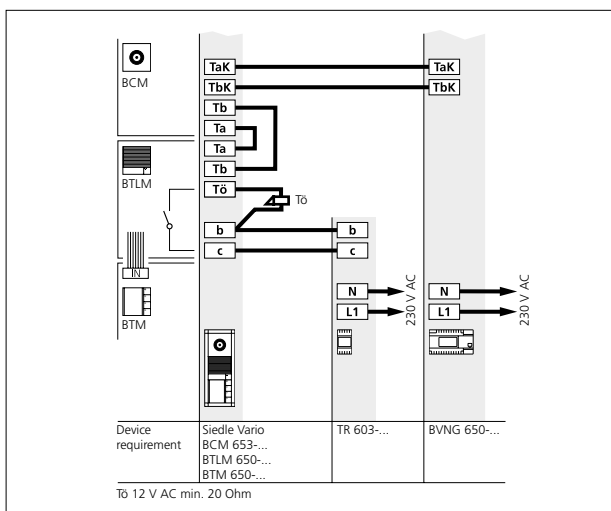 BCM
TaK
TaK
TbK
TbK
Tb
Ta
Ta
BTLM
Tb
Tö
Tö
b
b
c
c
IN
BTM
N
L1
230 V AC
N
L1
230 V AC
Device
requirement
Siedle Vario
BCM 653-...
BTLM 650-...
BTM 650-...
TR 603-...
BVNG 650-...
Tö 12 V AC min. 20 Ohm